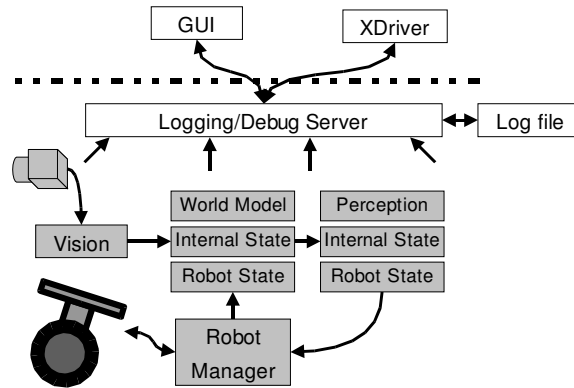 GUI
XDriver
Logging/Debug Server
Log file
World Model
Perception
Vision
Internal State
Internal State
Robot State
Robot State
Robot
Manager